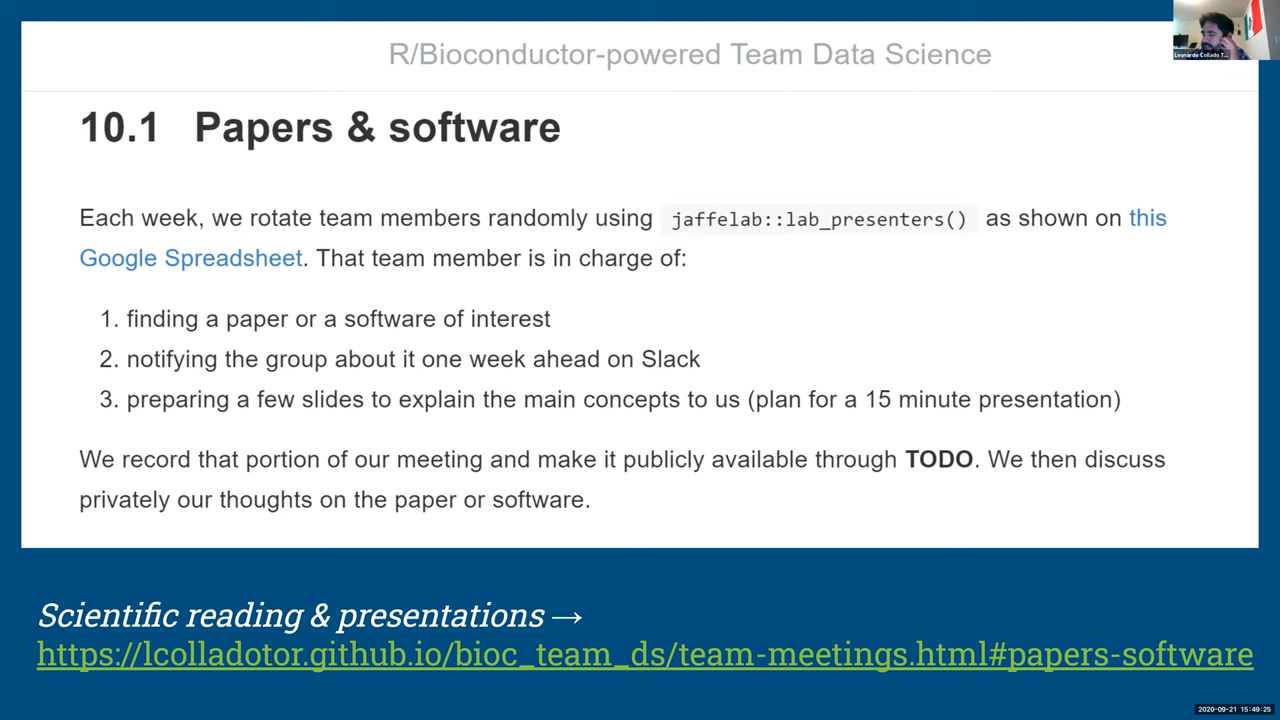 R/Bioconductor-powered Team Data Science
Leonardo Collado T...
10.1 Papers & software
Each week, we rotate team members randomly using jaffelab::lab_presenters() as shown on this
Google Spreadsheet. That team member is in charge of:
1. finding a paper or a software of interest
2. notifying the group about it one week ahead on Slack
3. preparing a few slides to explain the main concepts to us (plan for a 15 minute presentation)
We record that portion of our meeting and make it publicly available through TODO. We then discuss
privately our thoughts on the paper or software.
Scientific reading & presentations →
https://lcolladotor.github.io/bioc_team_ds/team-meetings.html#papers-software
2020-09-21 15:49:25